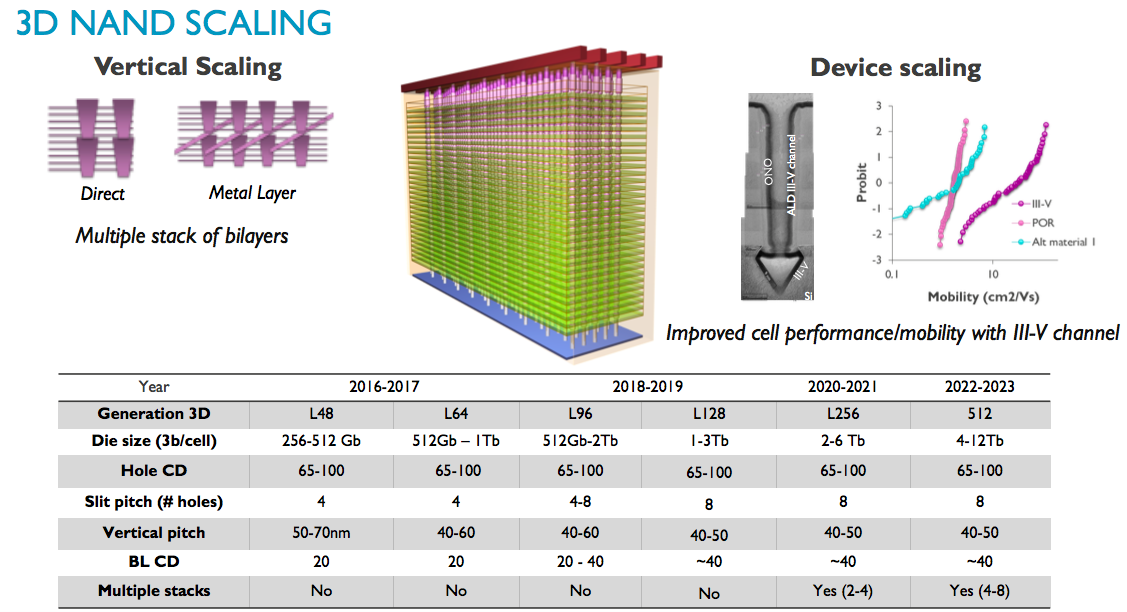 3D NAND SCALING
Vertical Scaling
Direct
Metal Layer
Multiple stack of bilayers
Device scaling
ONO
ALD III-V channel
III-V
Si
Probit
3
2
1
0
-1
-2
-3
0.1
10
III-V
POR
Alt material 1
Mobility (cm2/Vs)
Improved cell performance/mobility with III-V channel
Year 2016-2017 2018-2019 2020-2021 2022-2023
Generation 3D L48 L64 L96 L128 L256 512
Die size (3b/cell) 256-512 Gb 512Gb – 1Tb 512Gb-2Tb 1-3Tb 2-6 Tb 4-12Tb
Hole CD 65-100 65-100 65-100 65-100 65-100 65-100
Slit pitch (# holes) 4 4 4-8 8 8 8
Vertical pitch 50-70nm 40-60 40-60 40-50 40-50 40-50
BL CD 20 20 20 - 40 ~40 ~40 ~40
Multiple stacks No No No No Yes (2-4) Yes (4-8)